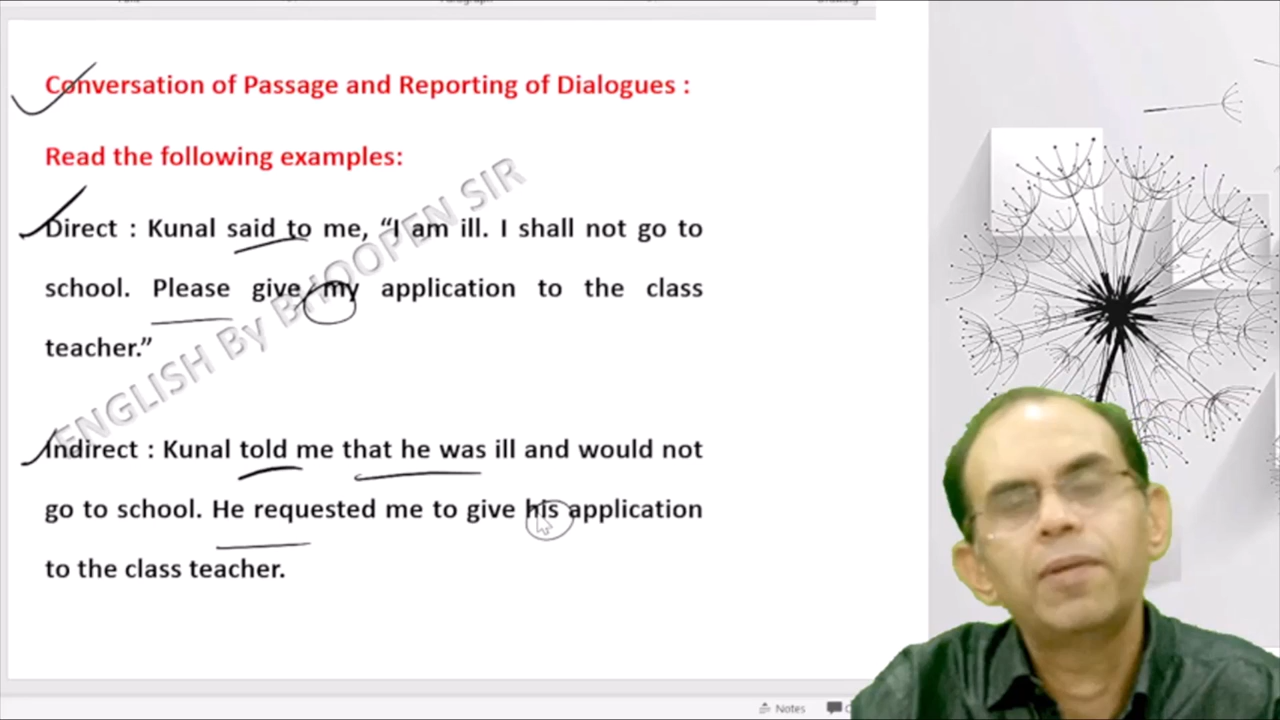 Conversation of Passage and Reporting of Dialogues :
Read the following examples:
Direct : Kunal said to me, “I am ill. I shall not go to
school. Please give my application to the class
teacher.”
Indirect : Kunal told me that he was ill and would not
go to school. He requested me to give his application
to the class teacher.
ENGLISH By BHOOPEN SIR
Notes